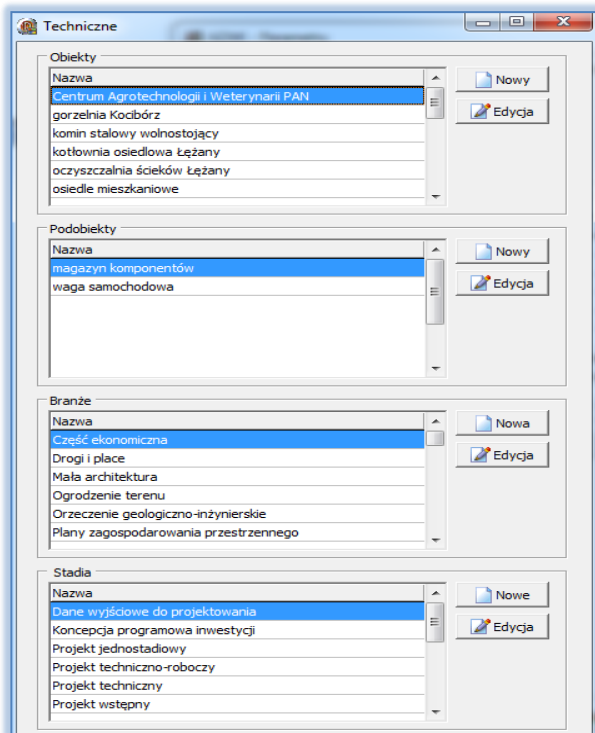 Techniczne
Obiekty
Nazwa
Centrum Agrotechnologii i Weterynarii PAN
gorzelnia Kocibórz
komin stalowy wolnostojący
kotłownia osiedlowa Łężany
oczyszczalnia ścieków Łężany
osiedle mieszkaniowe
Nowy
Edycja
Podobiekty
Nazwa
magazyn komponentów
waga samochodowa
Nowy
Edycja
Branże
Nazwa
Część ekonomiczna
Drogi i place
Mała architektura
Ogrodzenie terenu
Orzeczenie geologiczno-inżynierskie
Plany zagospodarowania przestrzennego
Nowa
Edycja
Stadia
Nazwa
Dane wyjściowe do projektowania
Koncepcja programowa inwestycji
Projekt jednostadiowy
Projekt techniczno-roboczy
Projekt techniczny
Projekt wstępny
Nowe
Edycja